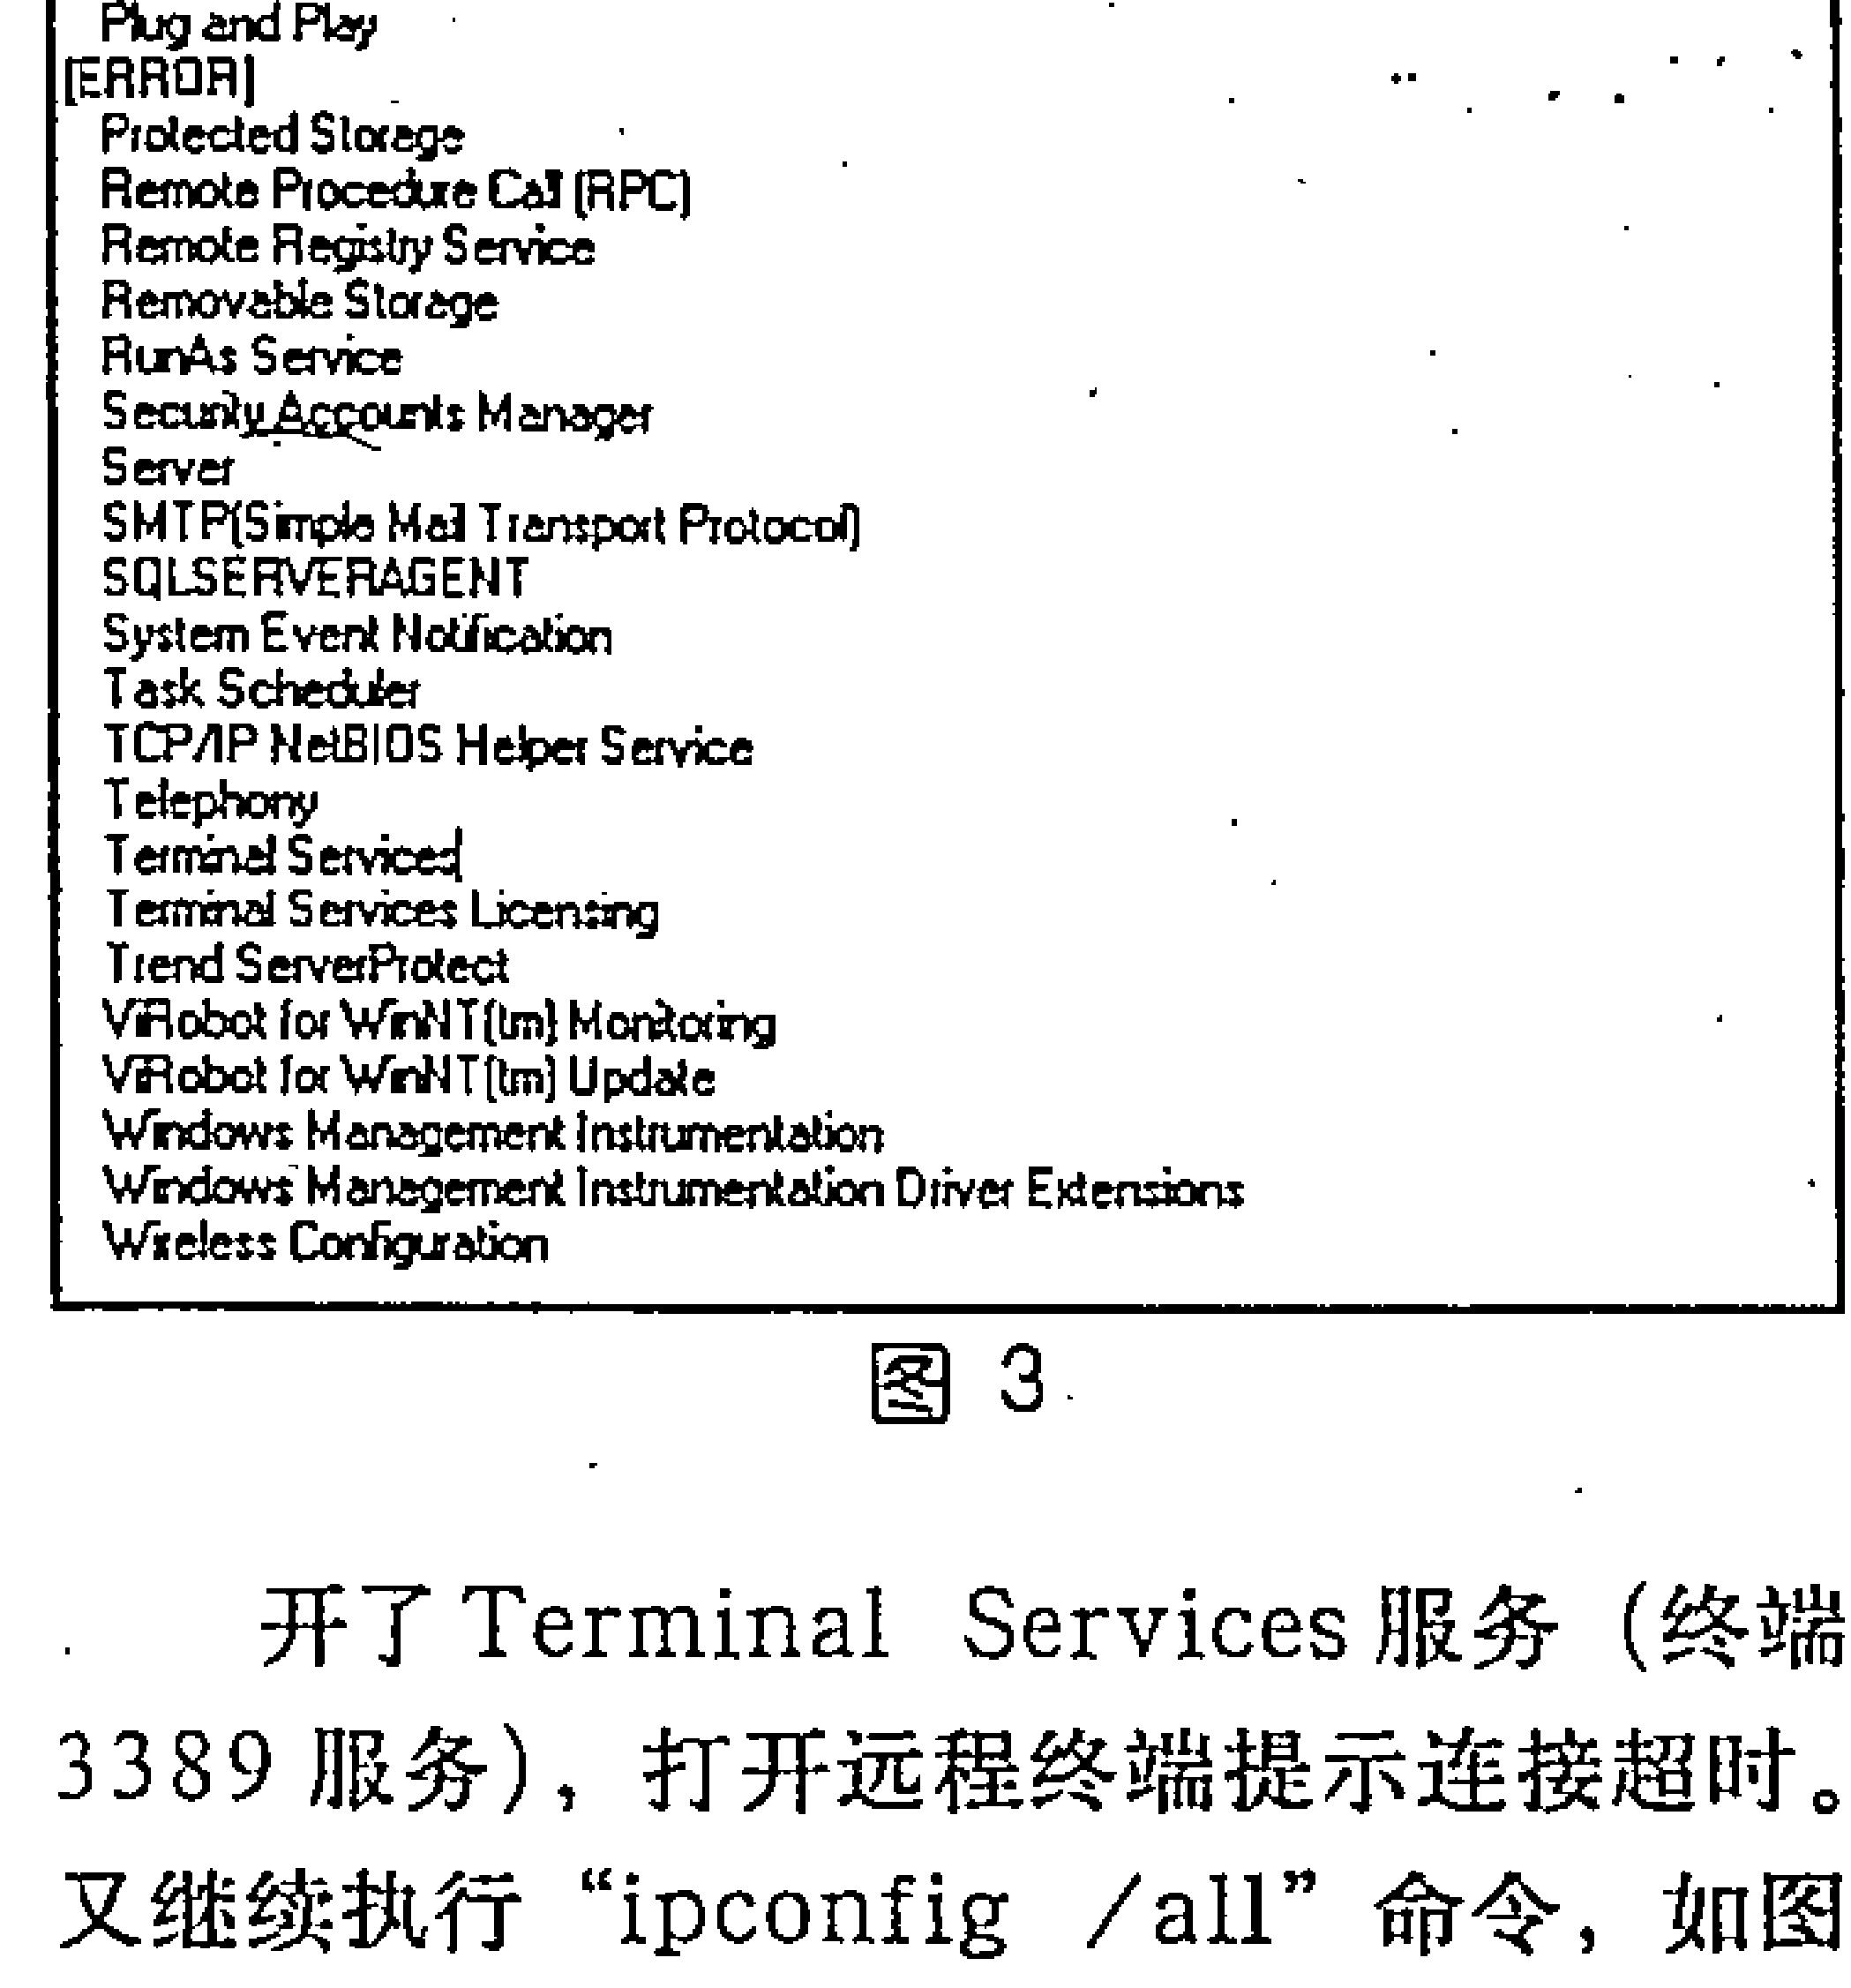 Plug and Play
[ERROR]
Protected Storage
Remote Procedure Call (RPC)
Remote Registry Service
Removable Storage
RunAs Service
Security Accounts Manager
Server
SMTP(Simple Mail Transport Protocol)
SQLSERVERAGENT
System Event Notification
Task Scheduler
TCP/IP NetBIOS Helper Service
Telephony
Terminal Services
Terminal Services Licensing
Trend ServerProtect
ViRobot for WinNT(tm) Monitoring
ViRobot for WinNT(tm) Update
Windows Management Instrumentation
Windows Management Instrumentation Driver Extensions
Wireless Configuration
图 3
开了 Terminal Services 服务（终端
3389 服务），打开远程终端提示连接超时。
又继续执行 “ipconfig /all” 命令，如图